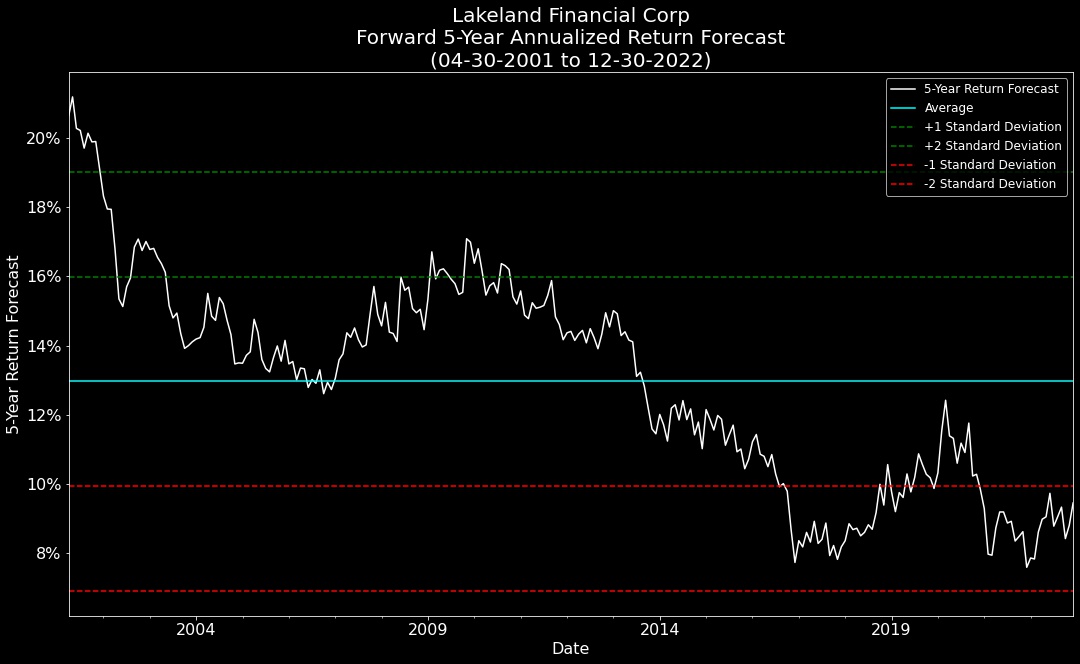 Lakeland Financial Corp
Forward 5-Year Annualized Return Forecast
(04-30-2001 to 12-30-2022)
5-Year Return Forecast
Average
+1 Standard Deviation
+2 Standard Deviation
-1 Standard Deviation
-2 Standard Deviation
20%
18%
16%
14%
12%
10%
8%
5-Year Return Forecast
2004
2009
2014
2019
Date